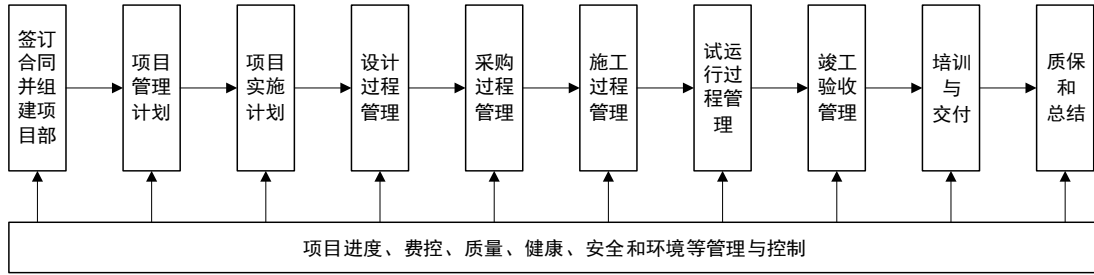 签订
合同
并组
建项
目部
项目
管理
计划
项目
实施
计划
设计
过程
管理
采购
过程
管理
施工
过程
管理
试运
行过
程管
理
竣工
验收
管理
培训
与
交付
质保
和
总结
项目进度、费控、质量、健康、安全和环境等管理与控制